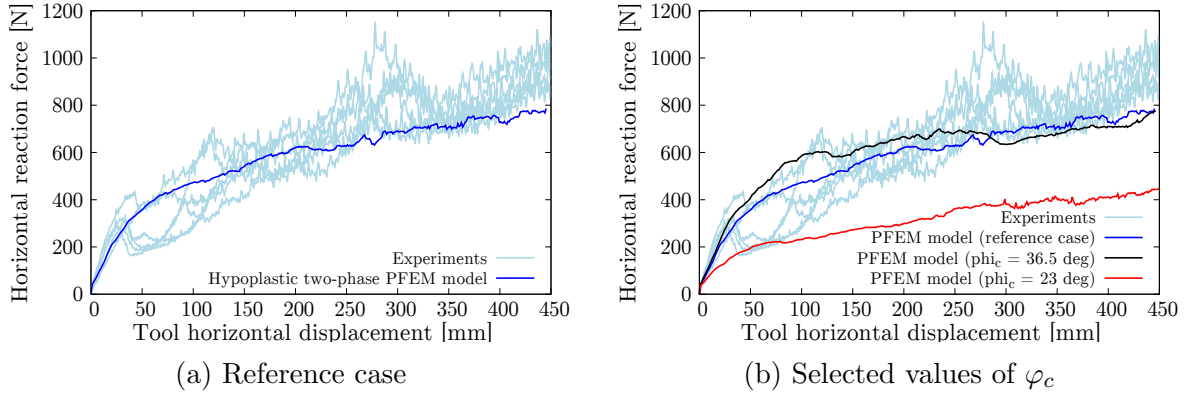 Horizontal reaction force [N]
1200
1000
800
600
400
200
0
0 50 100 150 200 250 300 350 400 450
Tool horizontal displacement [mm]
Experiments
Hypoplastic two-phase PFEM model
(a) Reference case
Horizontal reaction force [N]
1200
1000
800
600
400
200
0
0 50 100 150 200 250 300 350 400 450
Tool horizontal displacement [mm]
Experiments
PFEM model (reference case)
PFEM model (phi_c = 36.5 deg)
PFEM model (phi_c = 23 deg)
(b) Selected values of φ_c